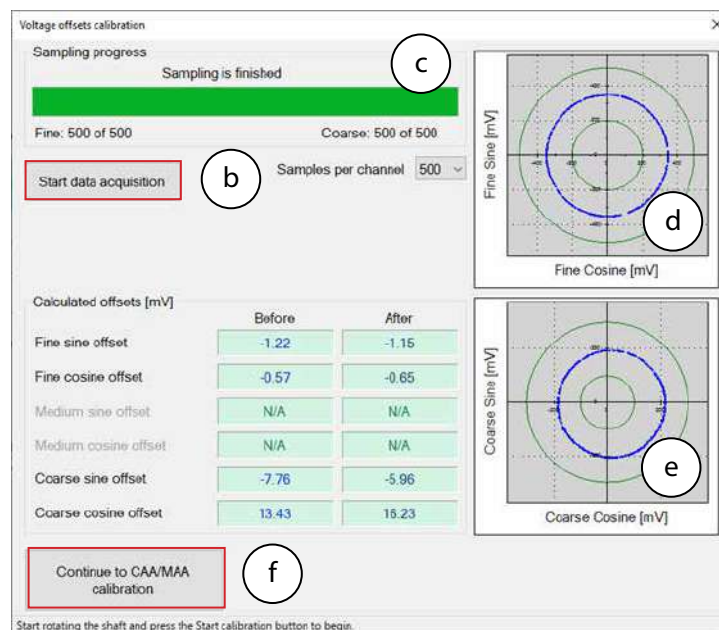 Voltage offsets calibration
Sampling progress
c
Sampling is finished
Fine: 500 of 500 Coarse: 500 of 500
Start data acquisition
b
Samples per channel 500
Fine Sine [mV]
d
Fine Cosine [mV]
Calculated offsets [mV]
Before After
Fine sine offset -1.22 -1.15
Fine cosine offset -0.57 -0.65
Medium sine offset N/A N/A
Medium cosine offset N/A N/A
Coarse sine offset -7.76 -5.96
Coarse cosine offset 13.43 16.23
Coarse Sine [mV]
e
Coarse Cosine [mV]
Continue to CAA/MAA
calibration
f
Start rotating the shaft and press the Start calibration button to begin.